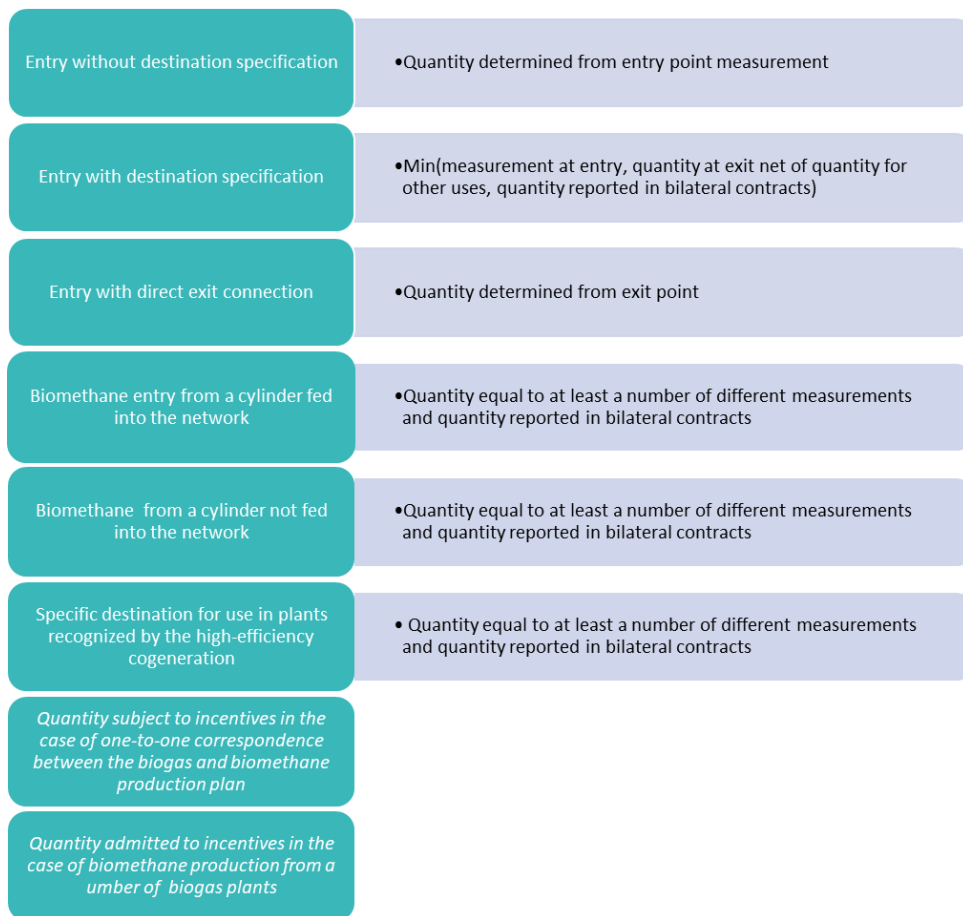 Entry without destination specification
•Quantity determined from entry point measurement
Entry with destination specification
•Min(measurement at entry, quantity at exit net of quantity for
other uses, quantity reported in bilateral contracts)
Entry with direct exit connection
•Quantity determined from exit point
Biomethane entry from a cylinder fed
into the network
•Quantity equal to at least a number of different measurements
and quantity reported in bilateral contracts
Biomethane from a cylinder not fed
into the network
•Quantity equal to at least a number of different measurements
and quantity reported in bilateral contracts
Specific destination for use in plants
recognized by the high-efficiency
cogeneration
• Quantity equal to at least a number of different measurements
and quantity reported in bilateral contracts
Quantity subject to incentives in the
case of one-to-one correspondence
between the biogas and biomethane
production plan
Quantity admitted to incentives in the
case of biomethane production from a
umber of biogas plants